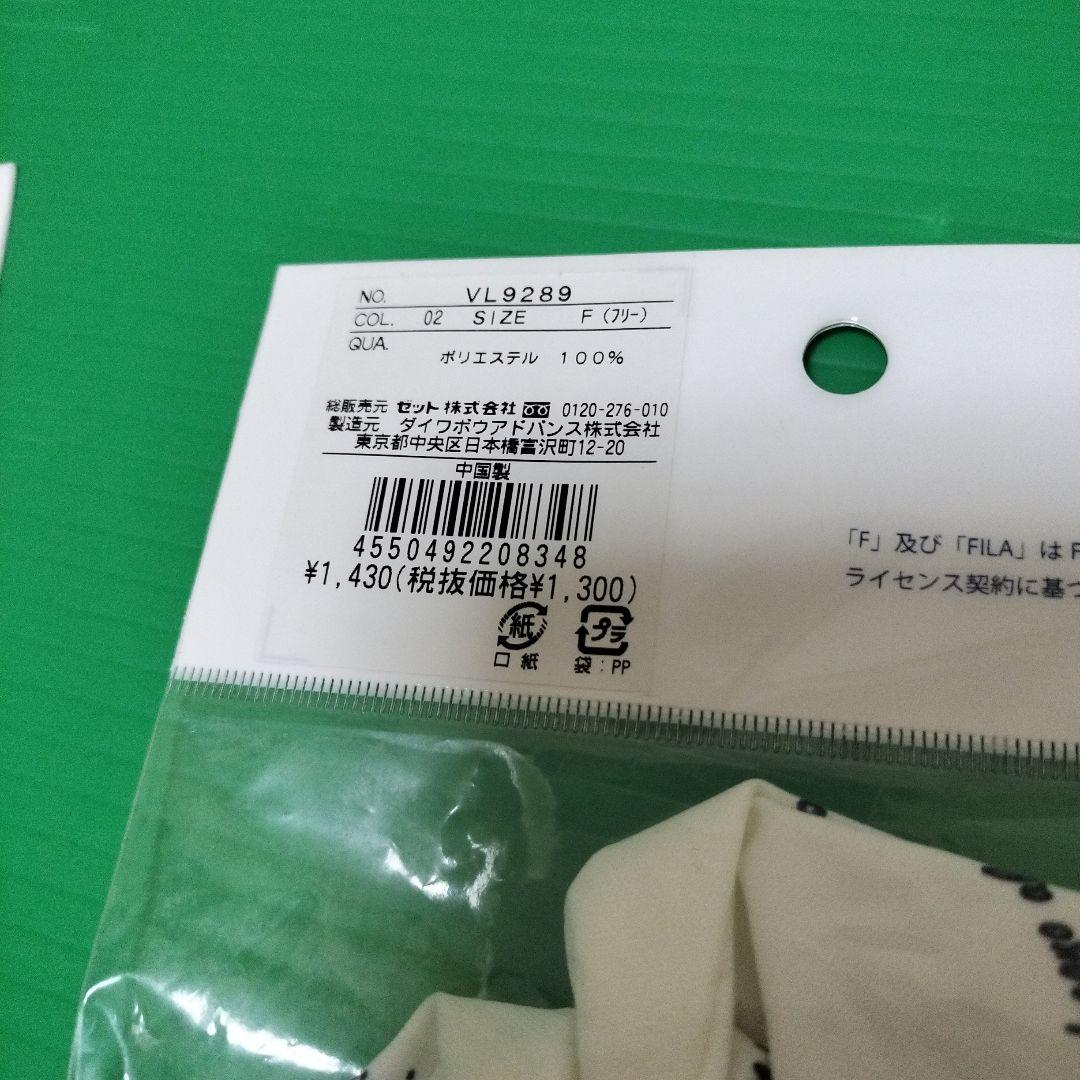 NO. VL9289
COL. 02 SIZE F(フリー)
QUA.
ポリエステル 100%
総販売元 ゼット株式会社 0120-276-010
製造元 ダイワボウアドバンス株式会社
東京都中央区日本橋富沢町12-20
中国製
4550492208348
¥1,430(税抜価格¥1,300)
紙 プラ
口紙 袋:PP
「F」及び「FILA」は F
ライセンス契約に基づ